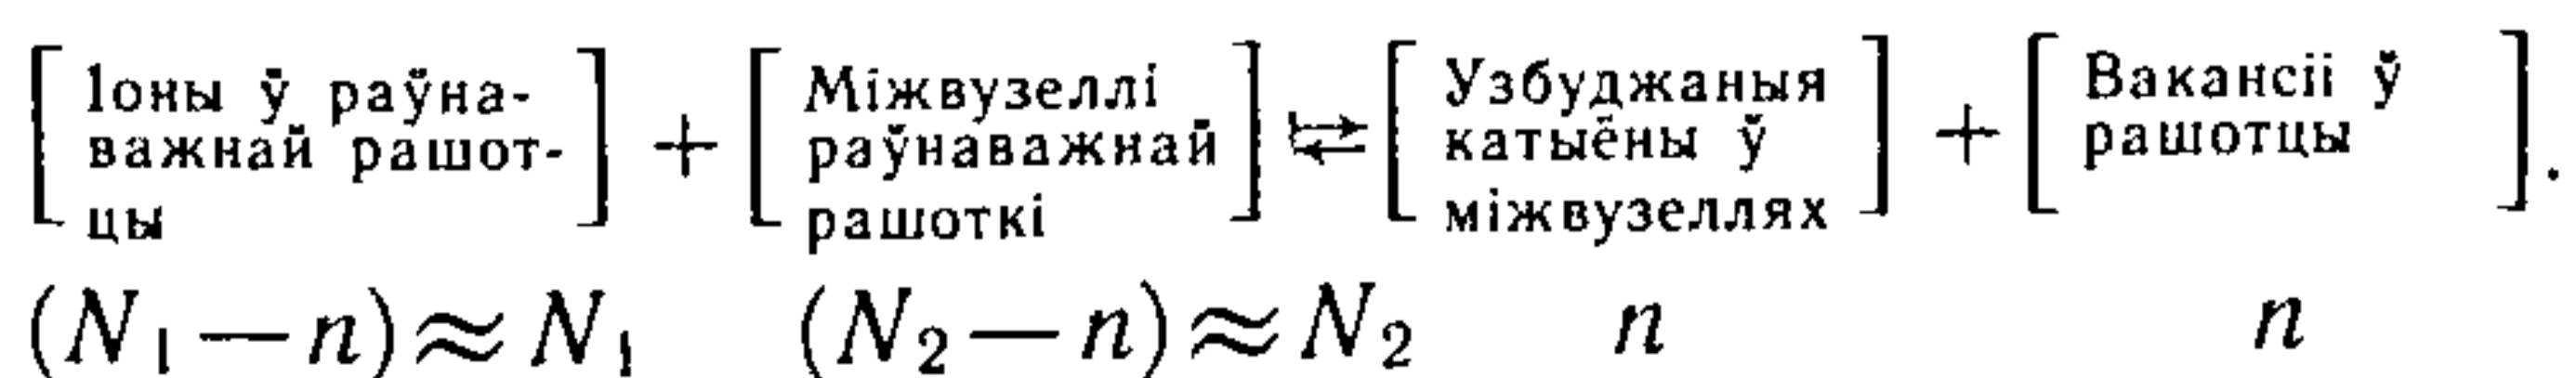 [Іоны ў раўна-
важнай рашот-
цы] + [Міжвузеллі
раўнаважнай
рашоткі] ⇄ [Узбуджаныя
катыёны ў
міжвузеллях] + [Вакансіі ў
рашотцы].
(N₁—n)≈N₁ (N₂—n)≈N₂ n n